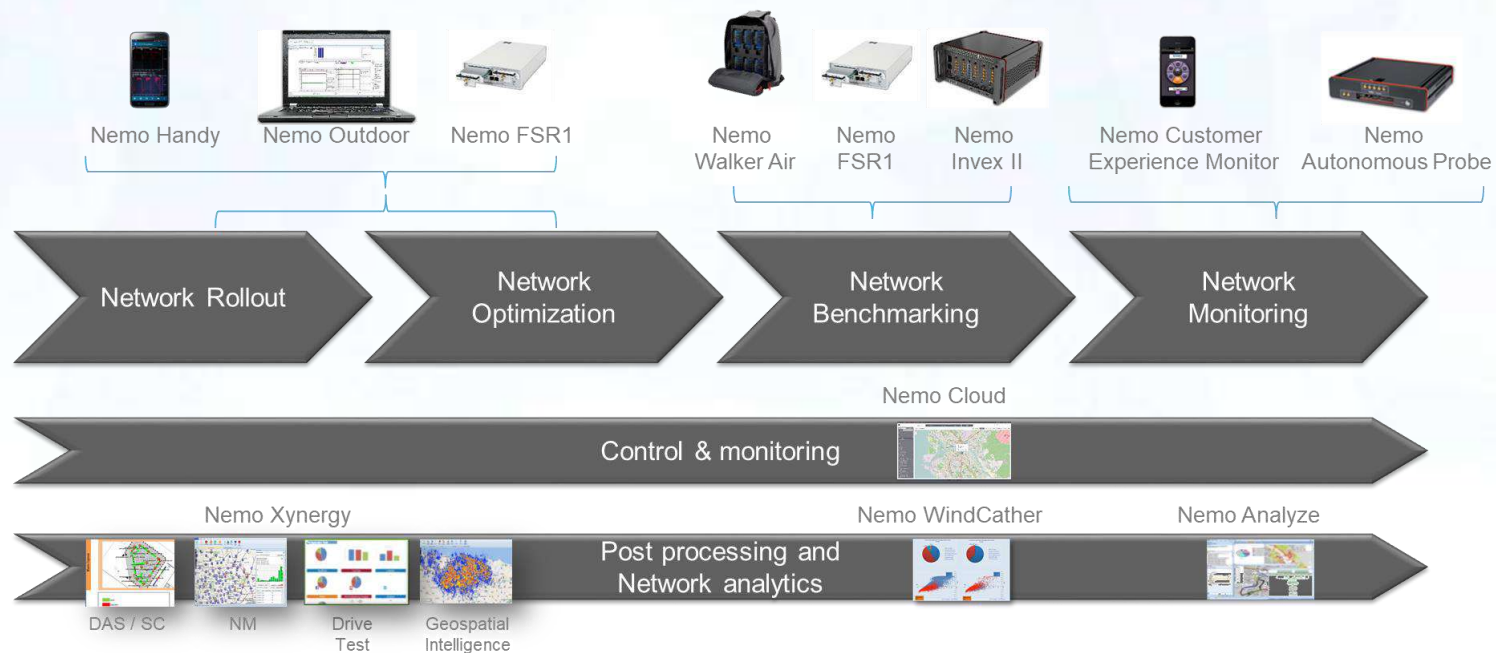 Nemo Handy
Nemo Outdoor
Nemo FSR1
Nemo
Walker Air
Nemo
FSR1
Nemo
Invex II
Nemo Customer
Experience Monitor
Nemo
Autonomous Probe
Network Rollout
Network
Optimization
Network
Benchmarking
Network
Monitoring
Nemo Cloud
Control & monitoring
Nemo Xynergy
Nemo WindCather
Nemo Analyze
Post processing and
Network analytics
DAS / SC
NM
Drive
Test
Geospatial
Intelligence